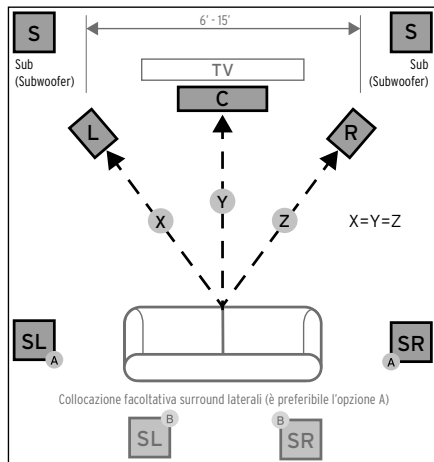 S
6' - 15'
S
Sub
(Subwoofer)
TV
Sub
(Subwoofer)
C
L
R
X
Y
Z
X=Y=Z
SL
A
SR
A
Collocazione facoltativa surround laterali (è preferibile l'opzione A)
SL
B
B
SR